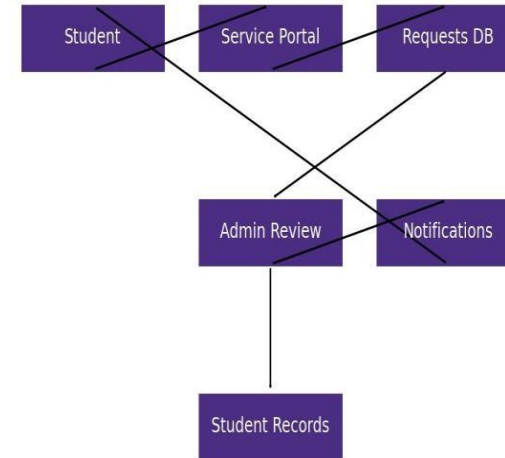 Student
Service Portal
Requests DB
Admin Review
Notifications
Student Records